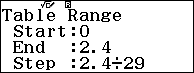 √□ R
Table Range
Start:0
End :2.4
Step :2.4÷29